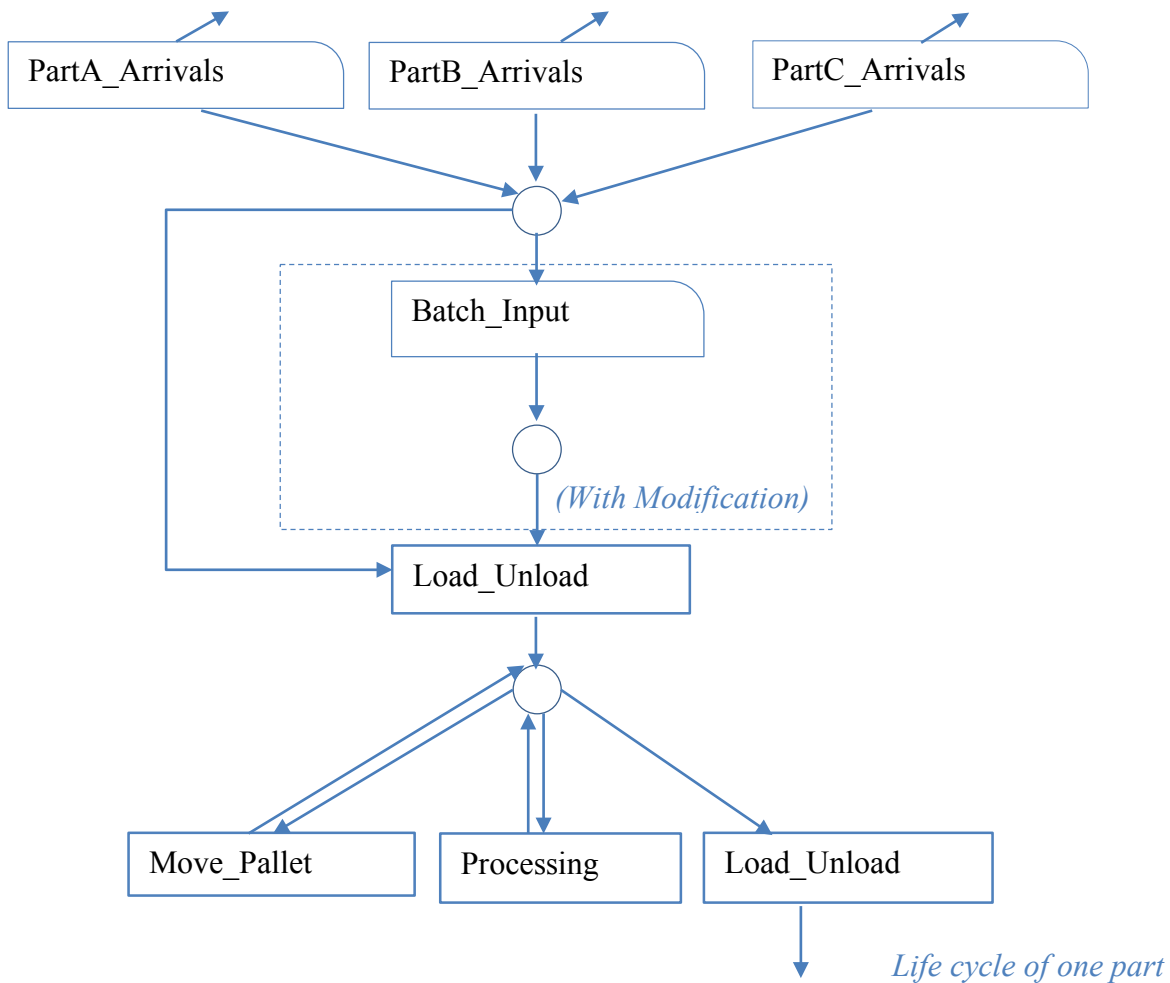 PartA_Arrivals
PartB_Arrivals
PartC_Arrivals
Batch_Input
(With Modification)
Load_Unload
Move_Pallet
Processing
Load_Unload
Life cycle of one part